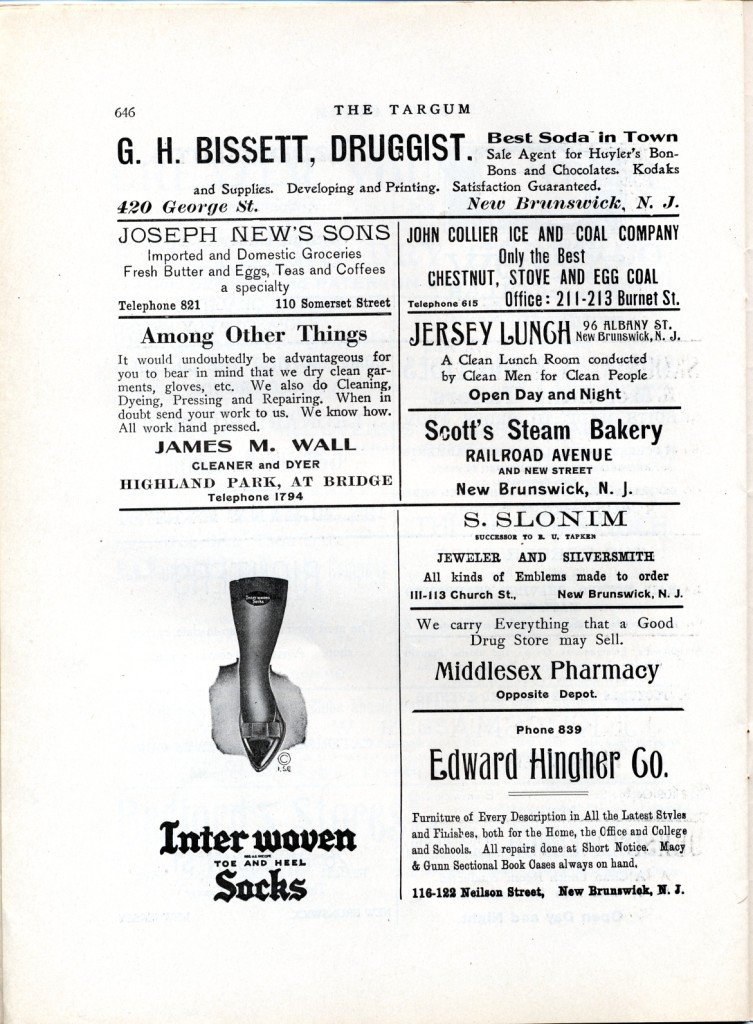 646
THE TARGUM
G. H. BISSETT, DRUGGIST.
Best Soda in Town
Sale Agent for Huyler's Bon-
Bons and Chocolates. Kodaks
and Supplies. Developing and Printing. Satisfaction Guaranteed.
420 George St. New Brunswick, N. J.
JOSEPH NEW'S SONS
Imported and Domestic Groceries
Fresh Butter and Eggs, Teas and Coffees
a specialty
Telephone 821 110 Somerset Street
JOHN COLLIER ICE AND COAL COMPANY
Only the Best
CHESTNUT, STOVE AND EGG COAL
Telephone 615 Office: 211-213 Burnet St.
Among Other Things
It would undoubtedly be advantageous for
you to bear in mind that we dry clean gar-
ments, gloves, etc. We also do Cleaning,
Dyeing, Pressing and Repairing. When in
doubt send your work to us. We know how.
All work hand pressed.
JAMES M. WALL
CLEANER and DYER
HIGHLAND PARK, AT BRIDGE
Telephone 1794
JERSEY LUNCH
96 ALBANY ST.
New Brunswick, N. J.
A Clean Lunch Room conducted
by Clean Men for Clean People
Open Day and Night
Scott's Steam Bakery
RAILROAD AVENUE
AND NEW STREET
New Brunswick, N. J.
S. SLONIM
SUCCESSOR TO R. U. TAPKEN
JEWELER AND SILVERSMITH
All kinds of Emblems made to order
111-113 Church St., New Brunswick, N. J.
We carry Everything that a Good
Drug Store may Sell.
Middlesex Pharmacy
Opposite Depot.
Phone 839
Edward Hingher Co.
Furniture of Every Description in All the Latest Styles
and Finishes, both for the Home, the Office and College
and Schools. All repairs done at Short Notice. Macy
& Gunn Sectional Book Cases always on hand.
116-122 Neilson Street, New Brunswick, N. J.
Interwoven
Socks
©
Interwoven
TOE AND HEEL
Socks